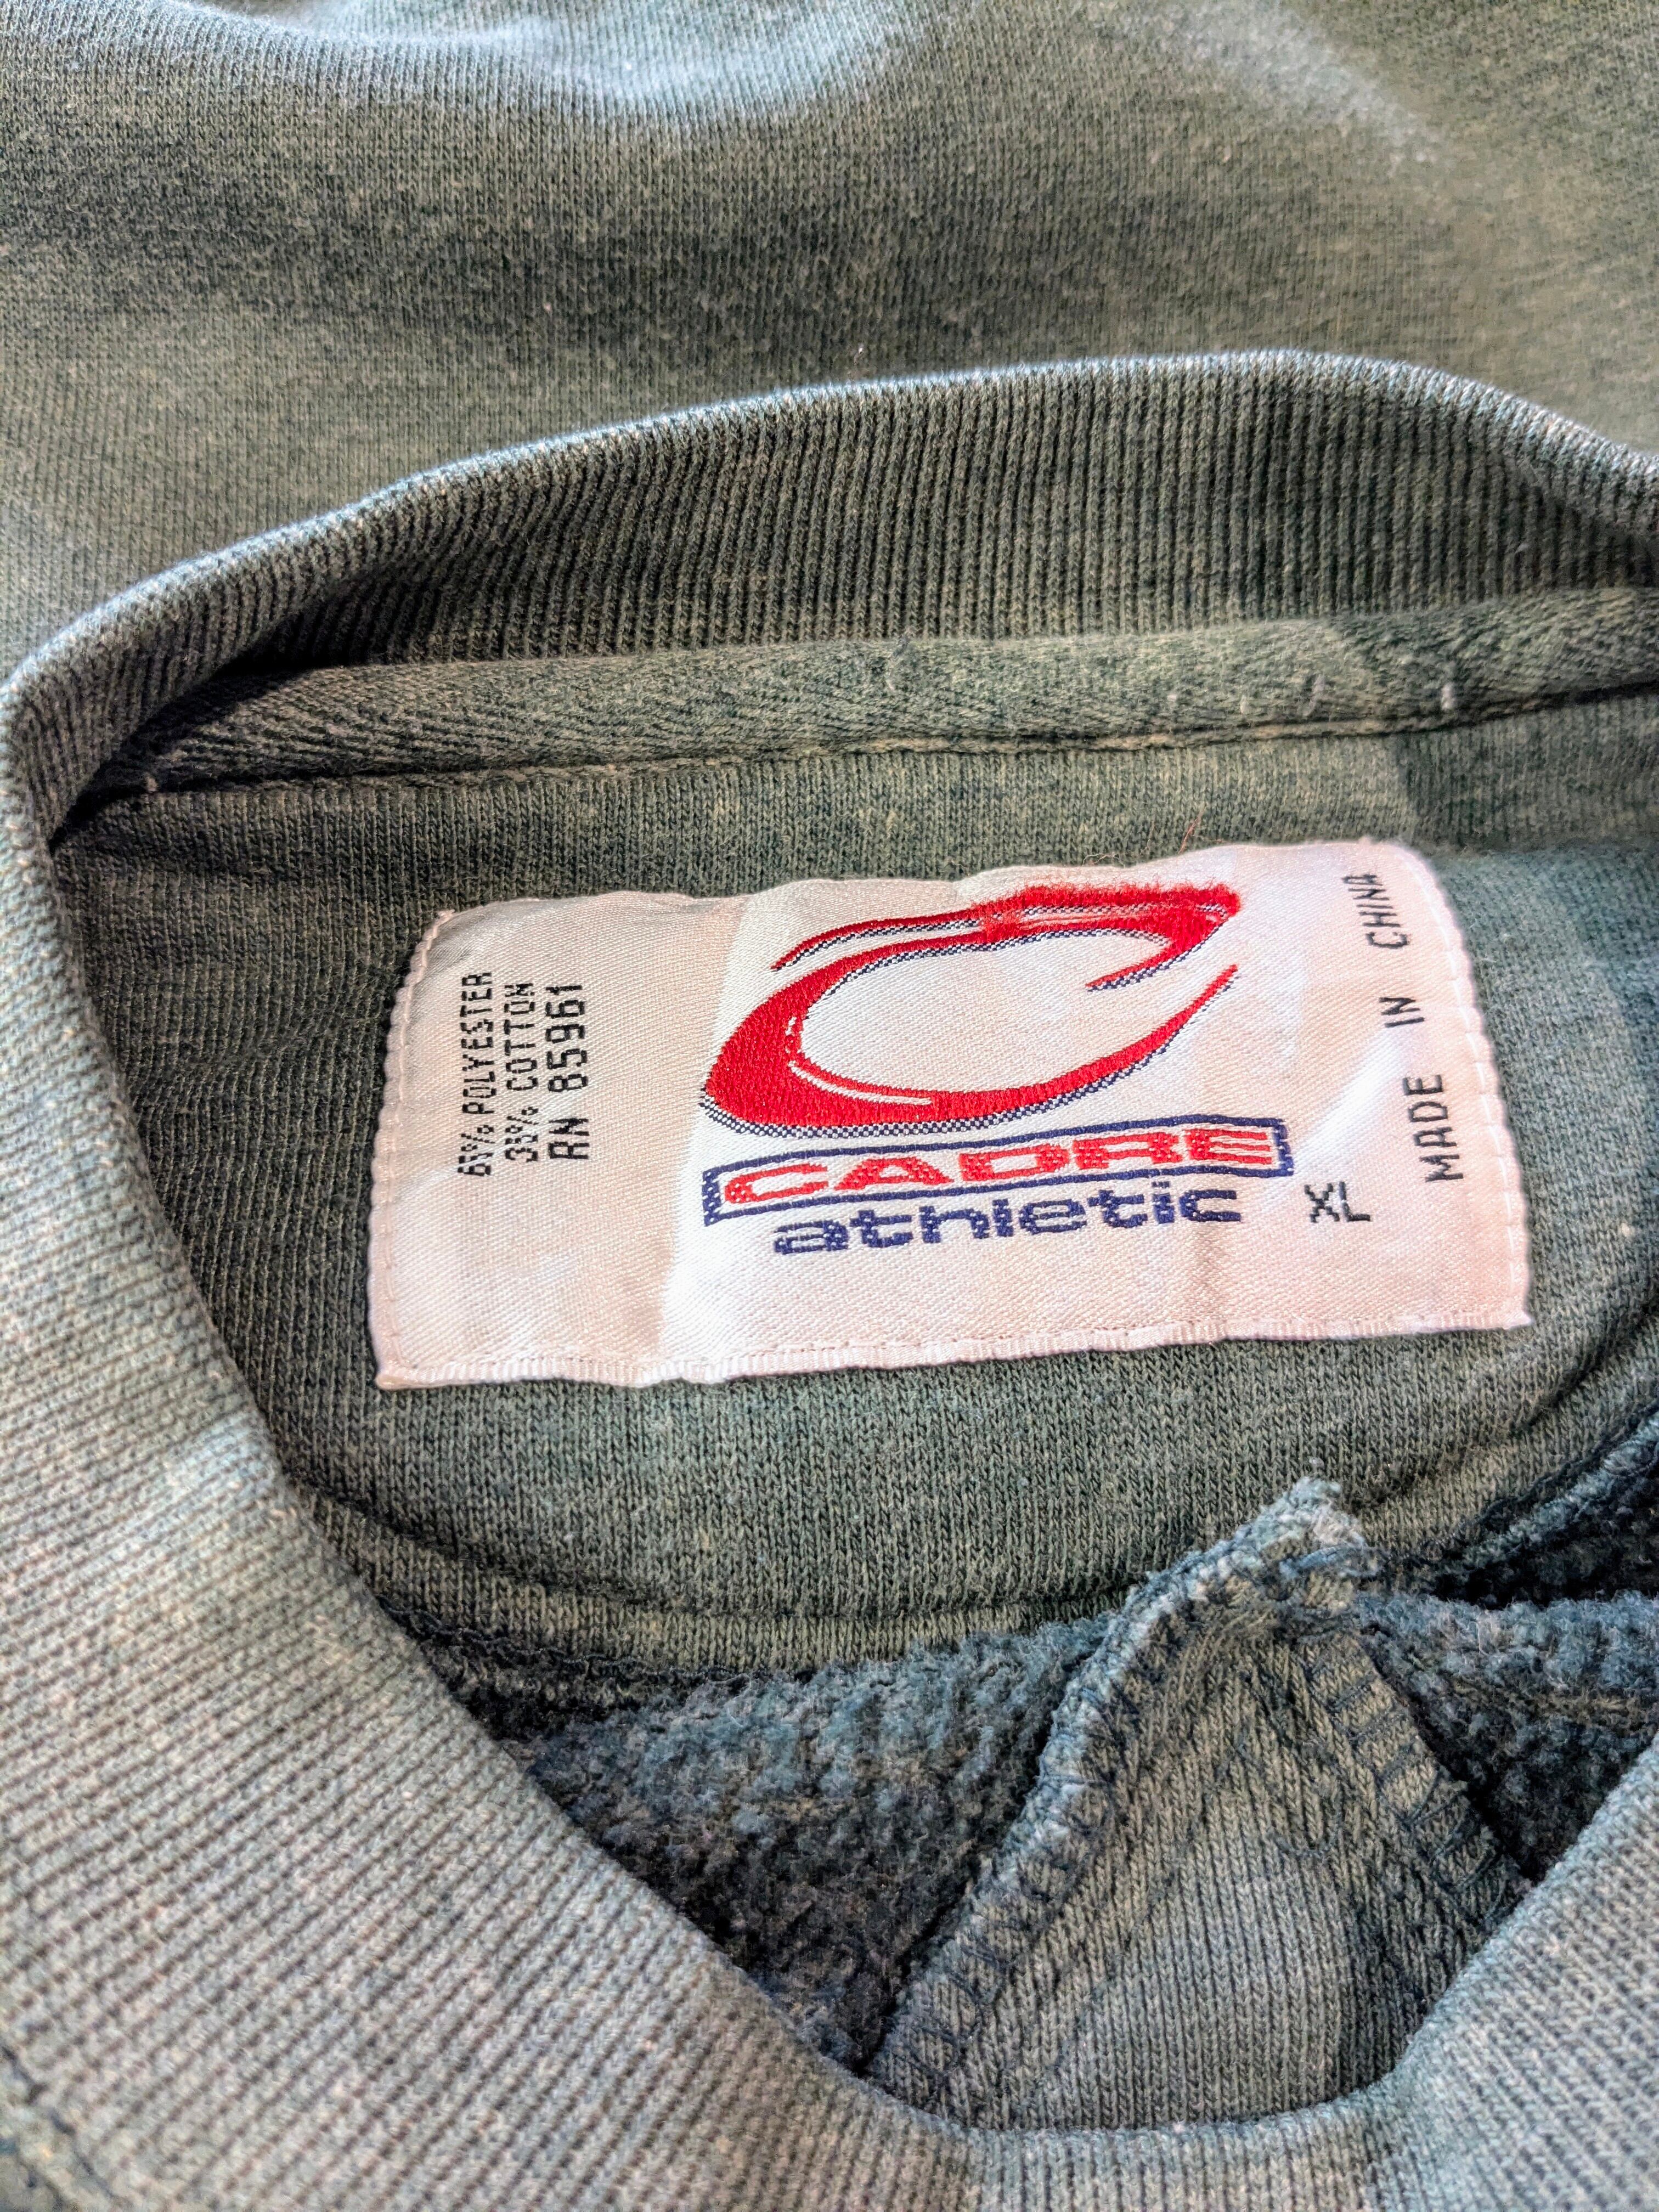 65% POLYESTER
35% COTTON
RN 85961
CADRE
athletic
XL
MADE IN CHINA